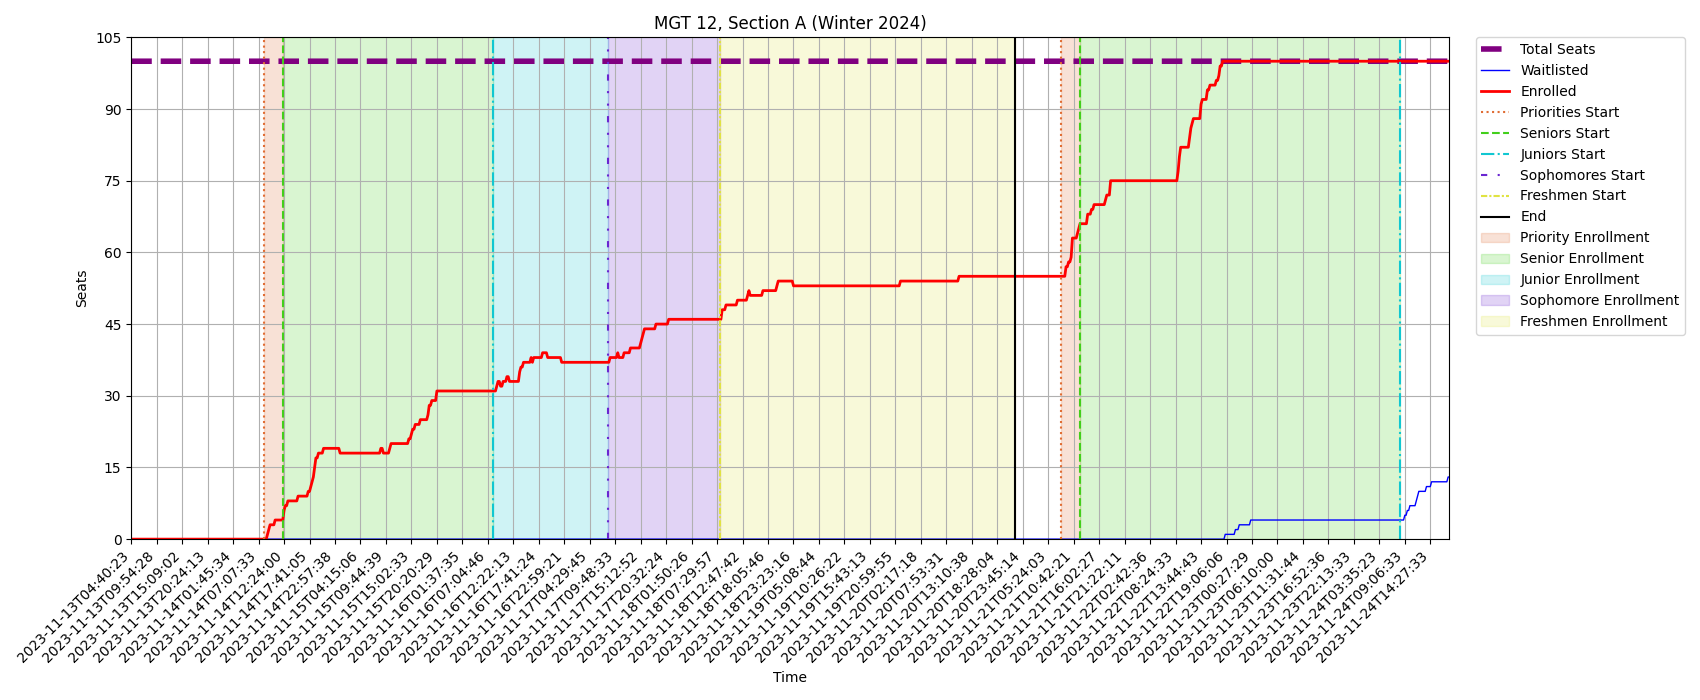 MGT 12, Section A (Winter 2024)
105
90
75
60
45
30
15
0
Seats
2023-11-13T04:40:23
2023-11-13T09:54:28
2023-11-13T15:09:02
2023-11-13T20:24:13
2023-11-14T01:45:34
2023-11-14T07:07:33
2023-11-14T12:24:00
2023-11-14T17:41:05
2023-11-14T22:57:38
2023-11-15T04:15:06
2023-11-15T09:44:39
2023-11-15T15:02:33
2023-11-15T20:20:29
2023-11-16T01:37:35
2023-11-16T07:04:46
2023-11-16T12:22:13
2023-11-16T17:41:24
2023-11-16T22:59:21
2023-11-17T04:29:45
2023-11-17T09:48:33
2023-11-17T15:12:52
2023-11-17T20:32:24
2023-11-18T01:50:26
2023-11-18T07:29:57
2023-11-18T12:47:42
2023-11-18T18:05:46
2023-11-18T23:23:16
2023-11-19T05:08:44
2023-11-19T10:26:22
2023-11-19T15:43:13
2023-11-19T20:59:55
2023-11-20T02:17:18
2023-11-20T07:53:31
2023-11-20T13:10:38
2023-11-20T18:28:04
2023-11-20T23:45:14
2023-11-21T05:24:03
2023-11-21T10:42:21
2023-11-21T16:02:27
2023-11-21T21:22:11
2023-11-22T02:42:36
2023-11-22T08:24:33
2023-11-22T13:44:43
2023-11-22T19:06:06
2023-11-23T00:27:29
2023-11-23T06:10:00
2023-11-23T11:31:44
2023-11-23T16:52:36
2023-11-23T22:13:33
2023-11-24T03:35:23
2023-11-24T09:06:33
2023-11-24T14:27:33
Time
Total Seats
Waitlisted
Enrolled
Priorities Start
Seniors Start
Juniors Start
Sophomores Start
Freshmen Start
End
Priority Enrollment
Senior Enrollment
Junior Enrollment
Sophomore Enrollment
Freshmen Enrollment